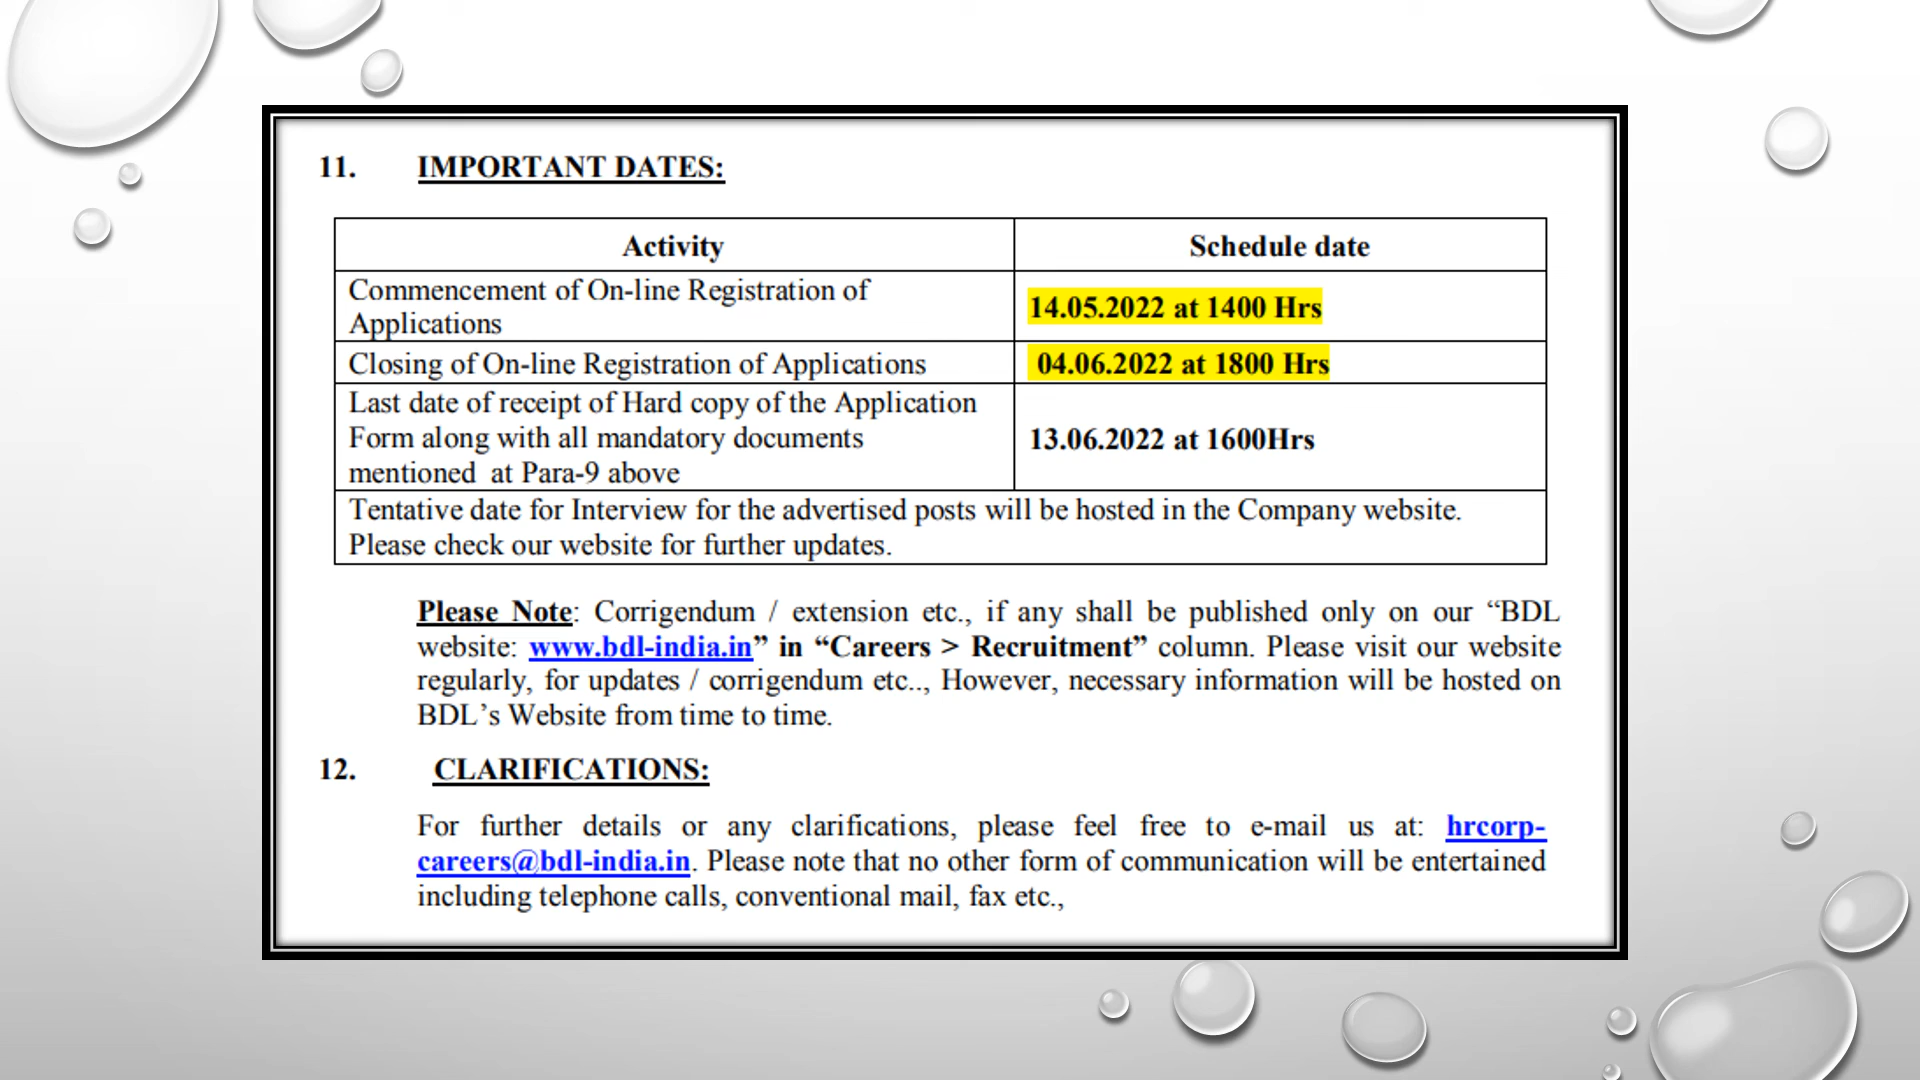 11. IMPORTANT DATES:
Activity Schedule date
Commencement of On-line Registration of
Applications
14.05.2022 at 1400 Hrs
Closing of On-line Registration of Applications 04.06.2022 at 1800 Hrs
Last date of receipt of Hard copy of the Application
Form along with all mandatory documents
mentioned at Para-9 above
13.06.2022 at 1600Hrs
Tentative date for Interview for the advertised posts will be hosted in the Company website.
Please check our website for further updates.
Please Note: Corrigendum / extension etc., if any shall be published only on our “BDL
website: www.bdl-india.in” in “Careers > Recruitment” column. Please visit our website
regularly, for updates / corrigendum etc.., However, necessary information will be hosted on
BDL’s Website from time to time.
12. CLARIFICATIONS:
For further details or any clarifications, please feel free to e-mail us at: hrcorp-
careers@bdl-india.in. Please note that no other form of communication will be entertained
including telephone calls, conventional mail, fax etc.,